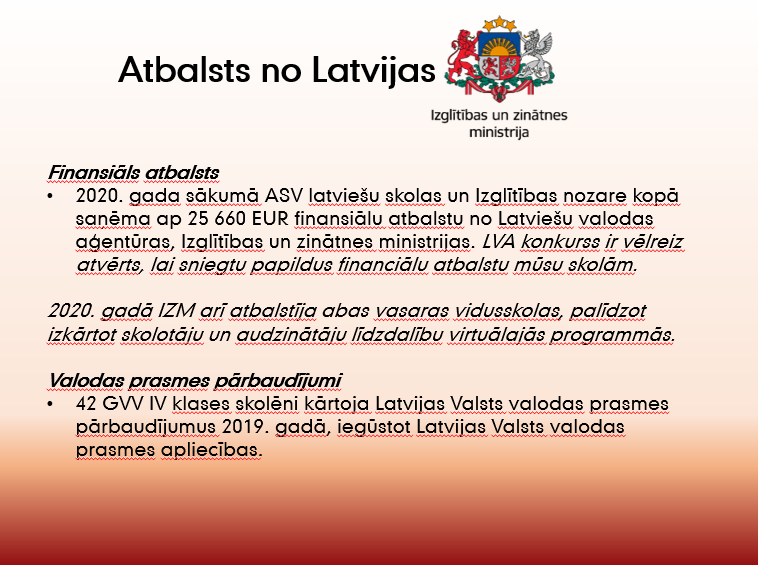 Atbalsts no Latvijas
Izglītības un zinātnes
ministrija
Finansiāls atbalsts
• 2020. gada sākumā ASV latviešu skolas un Izglītības nozare kopā
saņēma ap 25 660 EUR finansiālu atbalstu no Latviešu valodas
aģentūras, Izglītības un zinātnes ministrijas. LVA konkurss ir vēlreiz
atvērts, lai sniegtu papildus financiālu atbalstu mūsu skolām.
2020. gadā IZM arī atbalstīja abas vasaras vidusskolas, palīdzot
izkārtot skolotāju un audzinātāju līdzdalību virtuālajās programmās.
Valodas prasmes pārbaudījumi
• 42 GVV IV klases skolēni kārtoja Latvijas Valsts valodas prasmes
pārbaudījumus 2019. gadā, iegūstot Latvijas Valsts valodas
prasmes apliecības.